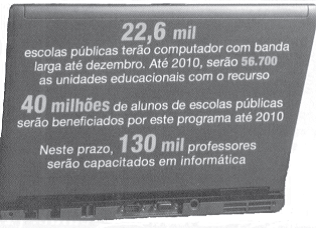 22,6 mil
escolas públicas terão computador com banda
larga até dezembro. Até 2010, serão 56.700
as unidades educacionais com o recurso
40 milhões de alunos de escolas públicas
serão beneficiados por este programa até 2010
Neste prazo, 130 mil professores
serão capacitados em informática